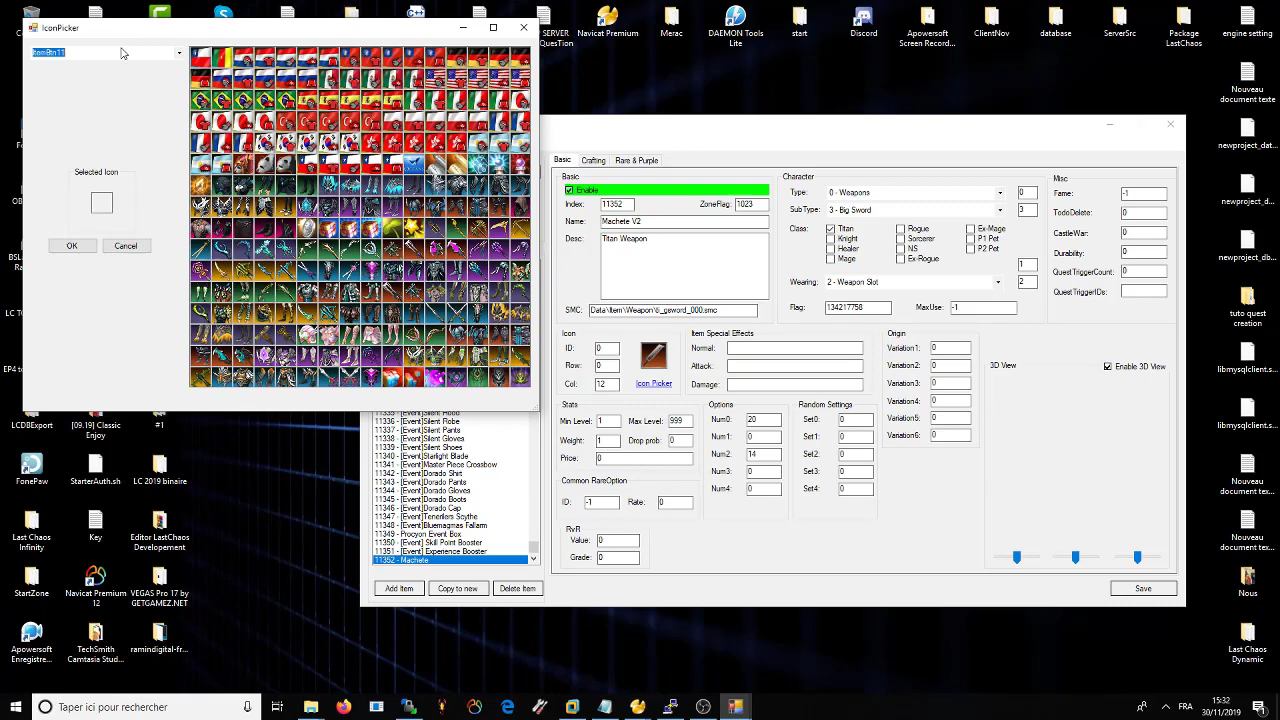 SERVER
QuesTion
Navicat Premium
Merac
DAEMON Tools
Lite
start
Discord
Apowersoft
Screen Record...
ClientNov
database
ServerSrc
Package
LastChaos
engine setting
IconPicker
ItemBtn11
Selected Icon
OK
Cancel
Basic
Crafting
Rare & Purple
Basic
Enable
Index:
11352
ZoneFlag:
1023
Name:
Machete V2
Desc:
Titan Weapon
SMC:
Data\Item\Weapon\ti_gsword_000.smc
Character
Type:
0 - Weapons
0
SubType:
3 - Big Sword
3
Class:
Titan
Rogue
Ex-Mage
Knight
Sorcerer
P1 Pet
Healer
NS
P2 Pet
Mage
Ex-Rogue
1
Wearing:
2 - Weapon Slot
2
Flag:
134217758
MaxUse:
-1
Misc
Fame:
-1
TodoDelete:
0
CastleWar:
0
Durability:
0
QuestTriggerCount:
0
QuestTriggerIDs:
Icon
ID:
0
Row:
0
Col:
12
Icon Picker
Item Special Effects
Normal:
Attack:
Damage:
Origin
Variation1:
0
Variation2:
0
Variation3:
0
Variation4:
0
Variation5:
0
Variation6:
0
3D View
Enable 3D View
Stats
Min Level:
1
Max Level:
999
Weight:
1
Drop prob:
0
Price:
0
Options
Num0:
20
Num1:
0
Num2:
14
Num3:
0
Num4:
0
Random Settings
Set0:
0
Set1:
0
Set2:
0
Set3:
0
Set4:
0
Common RareOption
ID:
-1
Rate:
0
RvR
Value:
0
Grade:
0
11335 - [Event]Silent Hood
11336 - [Event]Silent Robe
11337 - [Event]Silent Pants
11338 - [Event]Silent Gloves
11339 - [Event]Silent Shoes
11340 - [Event]Starlight Blade
11341 - [Event]Master Piece Crossbow
11342 - [Event]Dorado Shirt
11343 - [Event]Dorado Pants
11344 - [Event]Dorado Gloves
11345 - [Event]Dorado Boots
11346 - [Event]Dorado Cap
11347 - [Event]Tenerilers Scythe
11348 - [Event]Bluemagmas Fallarm
11349 - Procyon Event Box
11350 - [Event] Skill Point Booster
11351 - [Event] Experience Booster
11352 - Machete
Add Item
Copy to new
Delete Item
Save
LCDBExport
[09.19] Classic
Enjoy
#1
FonePaw
StarterAuth.sh
LC 2019 binaire
Last Chaos
Infinity
Key
Editor LastChaos
Developement
StartZone
Navicat Premium
12
VEGAS Pro 17 by
GETGAMEZ.NET
Apowersoft
Enregistre...
TechSmith
Camtasia Stud...
ramindigital-fr...
Nouveau
document texte
new_project_dat...
newproject_d...
newproject_db...
tuto quest
creation
libmysqlclient.s...
libmysqlclient.s...
Nouveau
document tex...
Nous
Last Chaos
Dynamic
Taper ici pour rechercher
FRA
15:32
30/11/2019
1